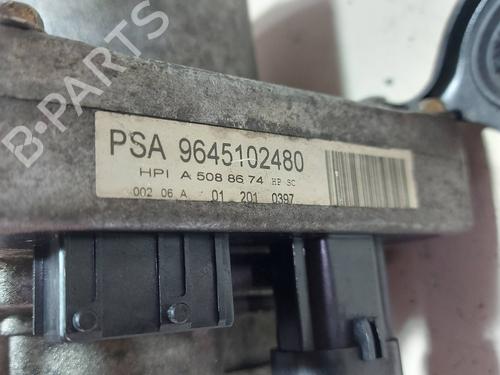 B-PARTS
PSA 9645102480
HPI A 508 86 74 HP SC
002 06 A 01 201 0397